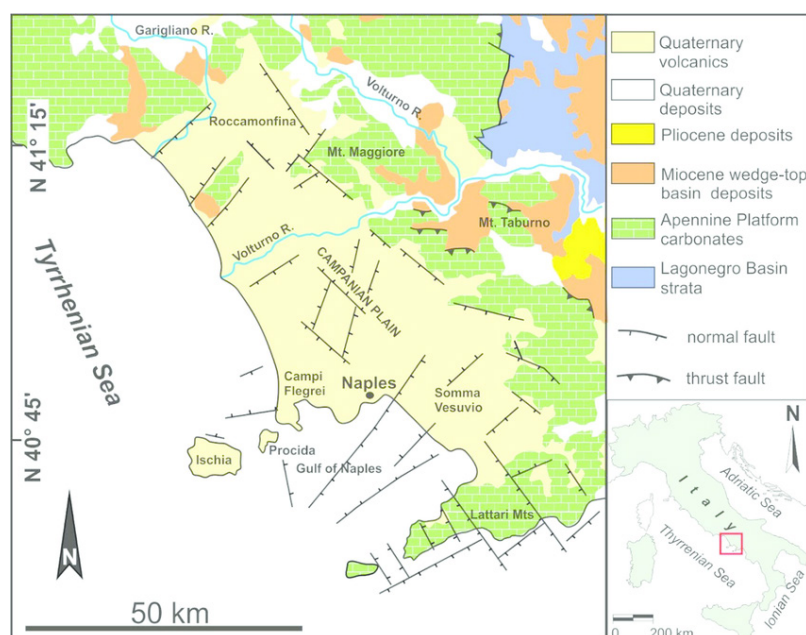 Garigliano R.
Volturno R.
Roccamonfina
Mt. Maggiore
Mt. Taburno
Volturno R.
CAMPANIAN PLAIN
Tyrrhenian Sea
Campi
Flegrei
Naples
Somma
Vesuvio
Procida
Ischia
Gulf of Naples
Lattari Mts
N 41° 15'
N 40° 45'
N
50 km
Quaternary
volcanics
Quaternary
deposits
Pliocene deposits
Miocene wedge-top
basin deposits
Apennine Platform
carbonates
Lagonegro Basin
strata
normal fault
thrust fault
N
Adriatic Sea
Italy
Thyrrenian Sea
Ionian Sea
0 200 km